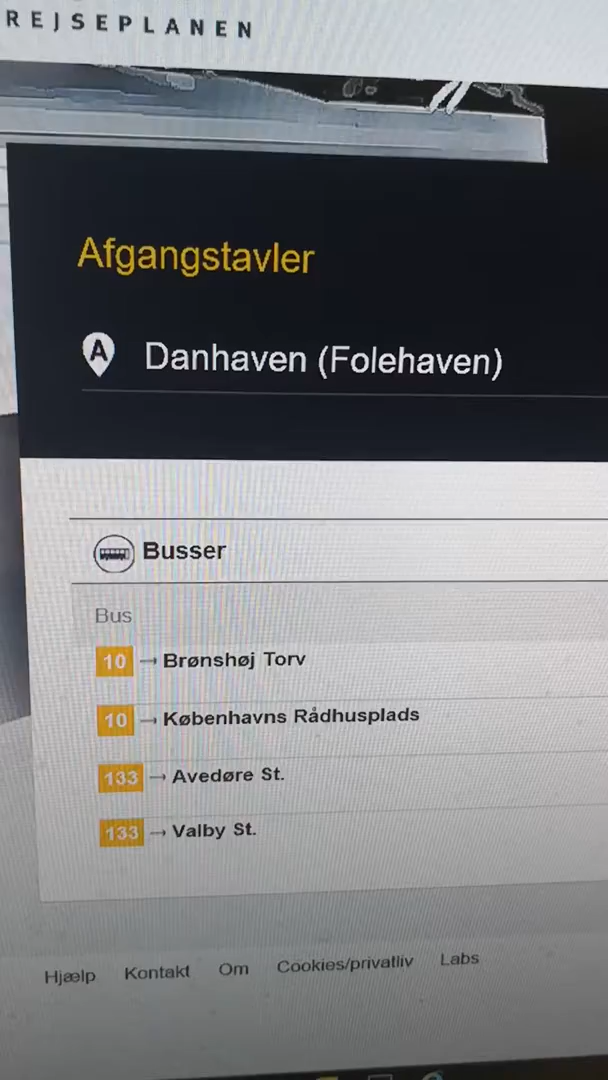 REJSEPLANEN
Afgangstavler
A Danhaven (Folehaven)
Busser
Bus
10 → Brønshøj Torv
10 → Københavns Rådhusplads
133 → Avedøre St.
133 → Valby St.
Hjælp Kontakt Om Cookies/privatliv Labs